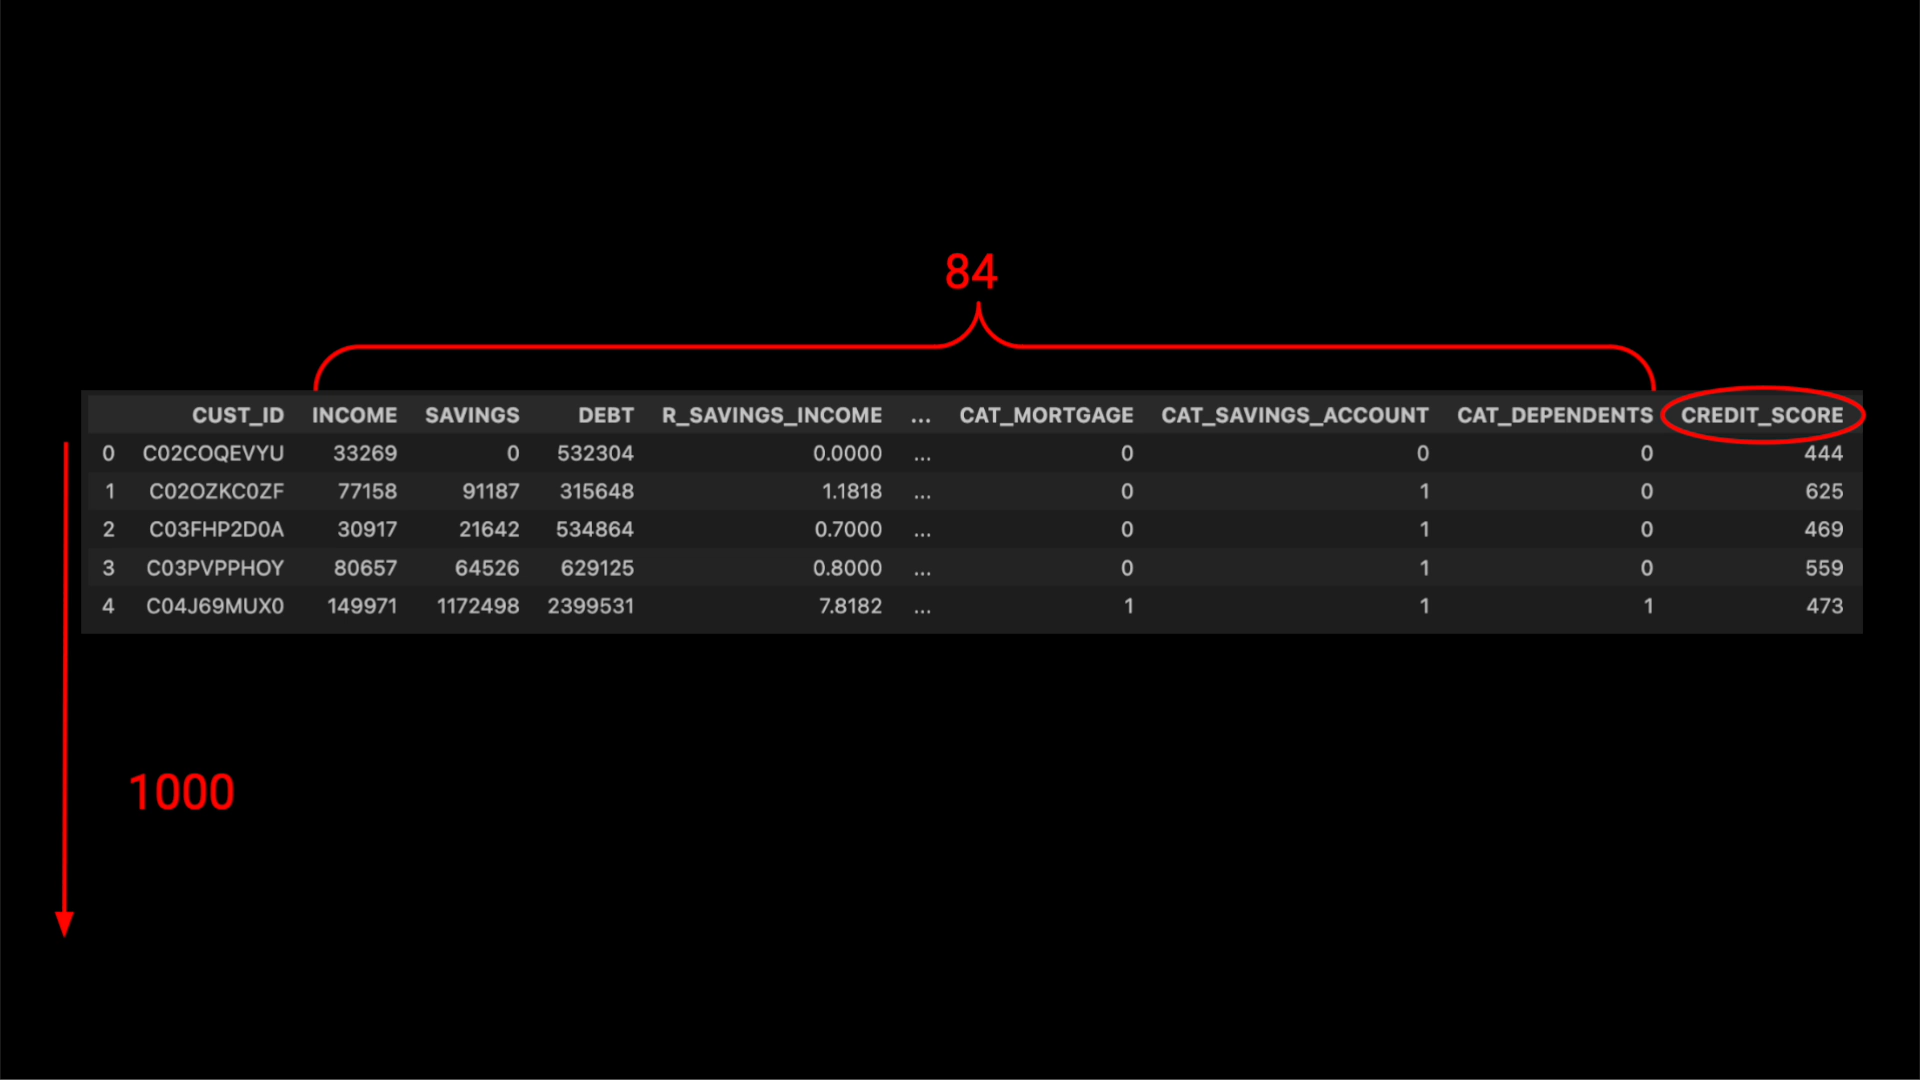 84
CUST_ID INCOME SAVINGS DEBT R_SAVINGS_INCOME ... CAT_MORTGAGE CAT_SAVINGS_ACCOUNT CAT_DEPENDENTS CREDIT_SCORE
0 C02COQEVYU 33269 0 532304 0.0000 ... 0 0 0 444
1 C02OZKC0ZF 77158 91187 315648 1.1818 ... 0 1 0 625
2 C03FHP2D0A 30917 21642 534864 0.7000 ... 0 1 0 469
3 C03PVPPHOY 80657 64526 629125 0.8000 ... 0 1 0 559
4 C04J69MUX0 149971 1172498 2399531 7.8182 ... 1 1 1 473
1000